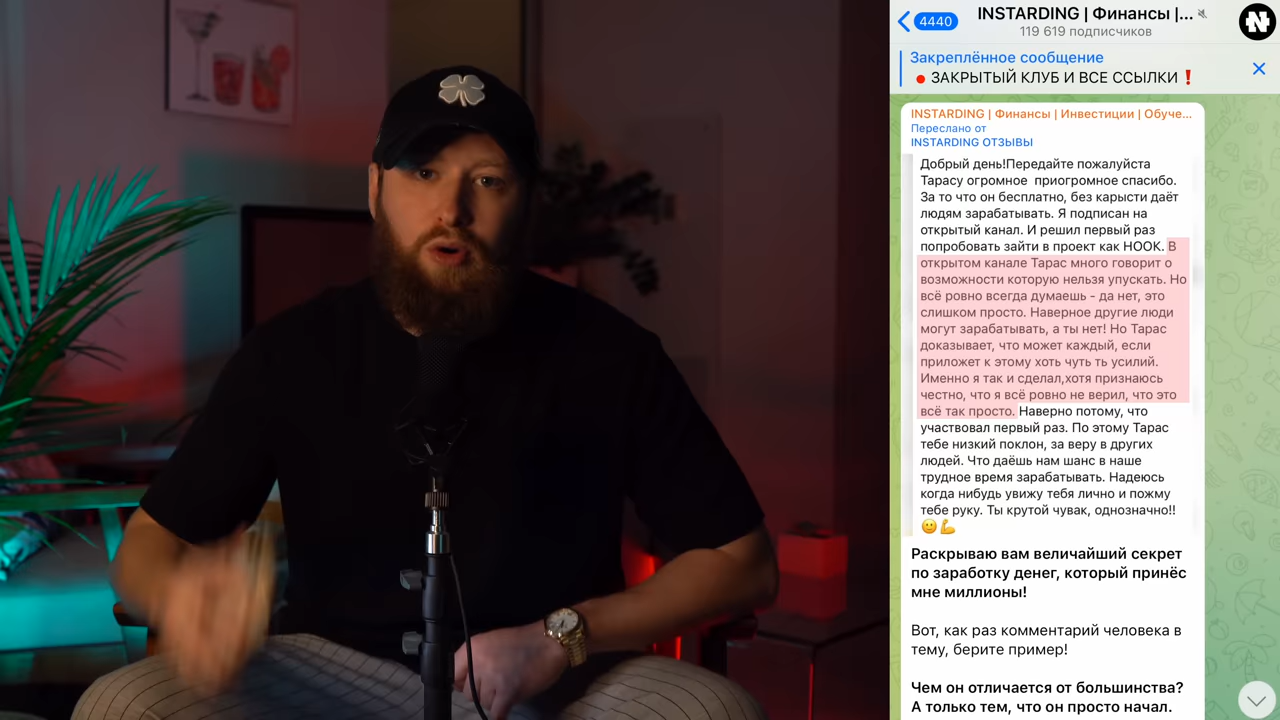 4440
INSTARDING | Финансы |...
119 619 подписчиков
N
Закреплённое сообщение
ЗАКРЫТЫЙ КЛУБ И ВСЕ ССЫЛКИ❗
INSTARDING | Финансы | Инвестиции | Обуче...
Переслано от
INSTARDING ОТЗЫВЫ
Добрый день!Передайте пожалуйста
Тарасу огромное приогромное спасибо.
За то что он бесплатно, без карысти даёт
людям зарабатывать. Я подписан на
открытый канал. И решил первый раз
попробовать зайти в проект как НООК. В
открытом канале Тарас много говорит о
возможности которую нельзя упускать. Но
всё ровно всегда думаешь - да нет, это
слишком просто. Наверное другие люди
могут зарабатывать, а ты нет! Но Тарас
доказывает, что может каждый, если
приложет к этому хоть чуть ть усилий.
Именно я так и сделал,хотя признаюсь
честно, что я всё ровно не верил, что это
всё так просто. Наверно потому, что
участвовал первый раз. По этому Тарас
тебе низкий поклон, за веру в других
людей. Что даёшь нам шанс в наше
трудное время зарабатывать. Надеюсь
когда нибудь увижу тебя лично и пожму
тебе руку. Ты крутой чувак, однозначно!!
🙂💪
Раскрываю вам величайший секрет
по заработку денег, который принёс
мне миллионы!
Вот, как раз комментарий человека в
тему, берите пример!
Чем он отличается от большинства?
А только тем, что он просто начал.